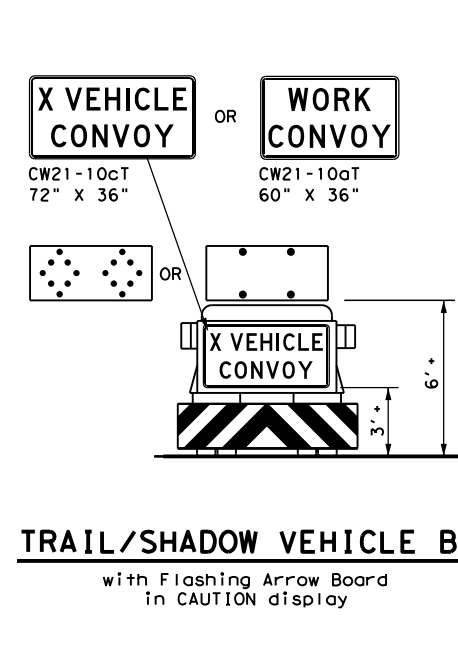 X VEHICLE
CONVOY
OR
WORK
CONVOY
CW21-10cT
72" X 36"
CW21-10aT
60" X 36"
OR
X VEHICLE
CONVOY
6' +
3' +
TRAIL/SHADOW VEHICLE B
with Flashing Arrow Board
in CAUTION display